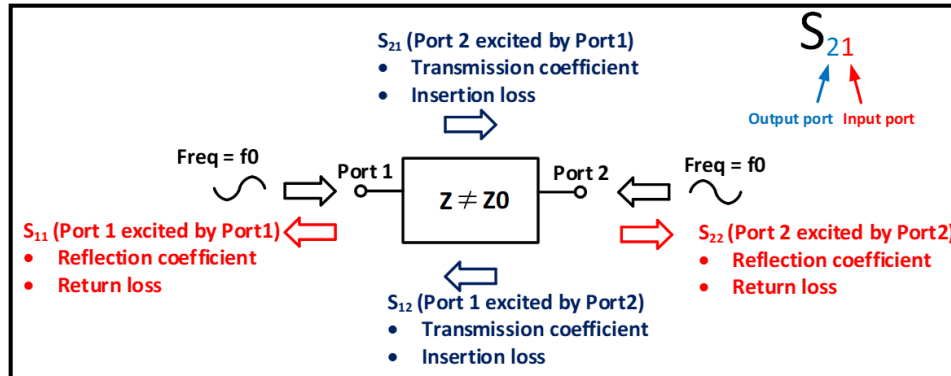 S₂₁ (Port 2 excited by Port1)
• Transmission coefficient
• Insertion loss
S₂₁
Output port Input port
Freq = f0
Port 1
Z ≠ Z0
Port 2
Freq = f0
S₁₁ (Port 1 excited by Port1)
• Reflection coefficient
• Return loss
S₂₂ (Port 2 excited by Port2)
• Reflection coefficient
• Return loss
S₁₂ (Port 1 excited by Port2)
• Transmission coefficient
• Insertion loss